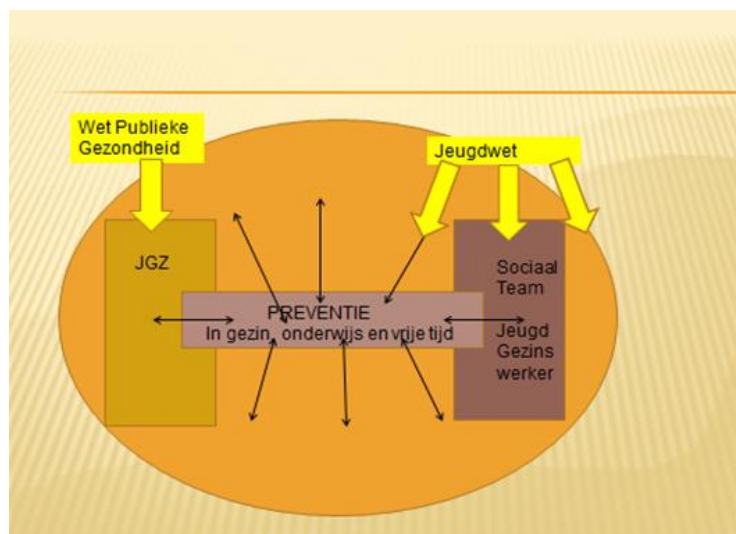 Wet Publieke
Gezondheid
Jeugdwet
JGZ
Sociaal
Team
Jeugd
Gezins
werker
PREVENTIE
In gezin, onderwijs en vrije tijd